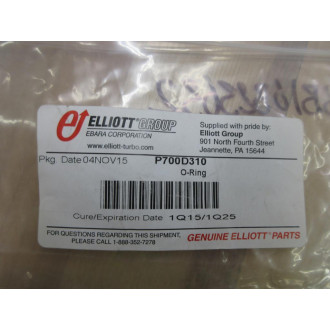 ELLIOTT GROUP
EBARA CORPORATION
www.elliott-turbo.com
Supplied with pride by:
Elliott Group
901 North Fourth Street
Jeannette, PA 15644
Pkg. Date 04NOV15
P700D310
O-Ring
Cure/Expiration Date 1Q15/1Q25
FOR QUESTIONS REGARDING THIS SHIPMENT,
PLEASE CALL 1-888-352-7278
GENUINE ELLIOTT PARTS